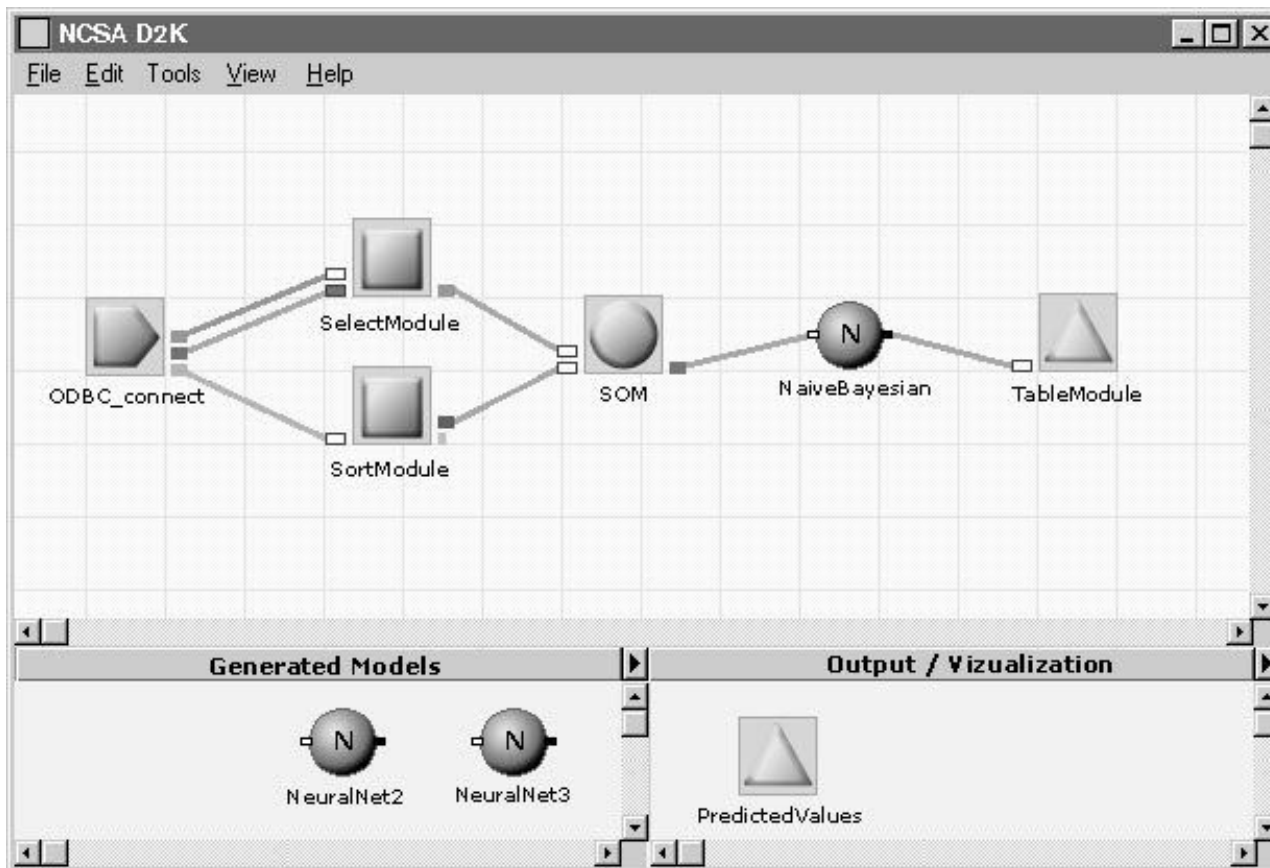 NCSA D2K
File Edit Tools View Help
SelectModule
ODBC_connect
SOM
N
NaiveBayesian
TableModule
SortModule
Generated Models
Output / Vizualization
N
N
NeuralNet2
NeuralNet3
PredictedValues